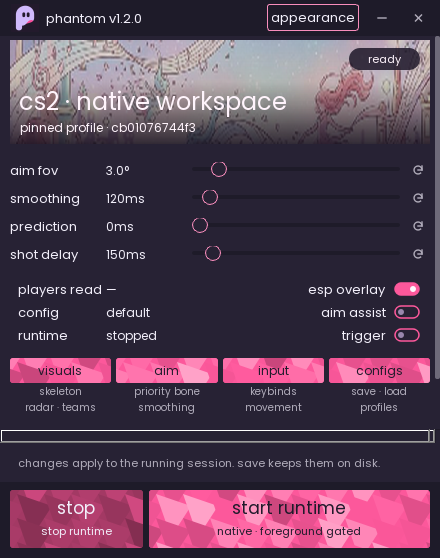 phantom v1.2.0 appearance
ready
cs2 · native workspace
pinned profile · cb01076744f3
aim fov 3.0°
smoothing 120ms
prediction 0ms
shot delay 150ms
players read — esp overlay
config default aim assist
runtime stopped trigger
visuals aim input configs
skeleton priority bone keybinds save · load
radar · teams smoothing movement profiles
changes apply to the running session. save keeps them on disk.
stop start runtime
stop runtime native · foreground gated